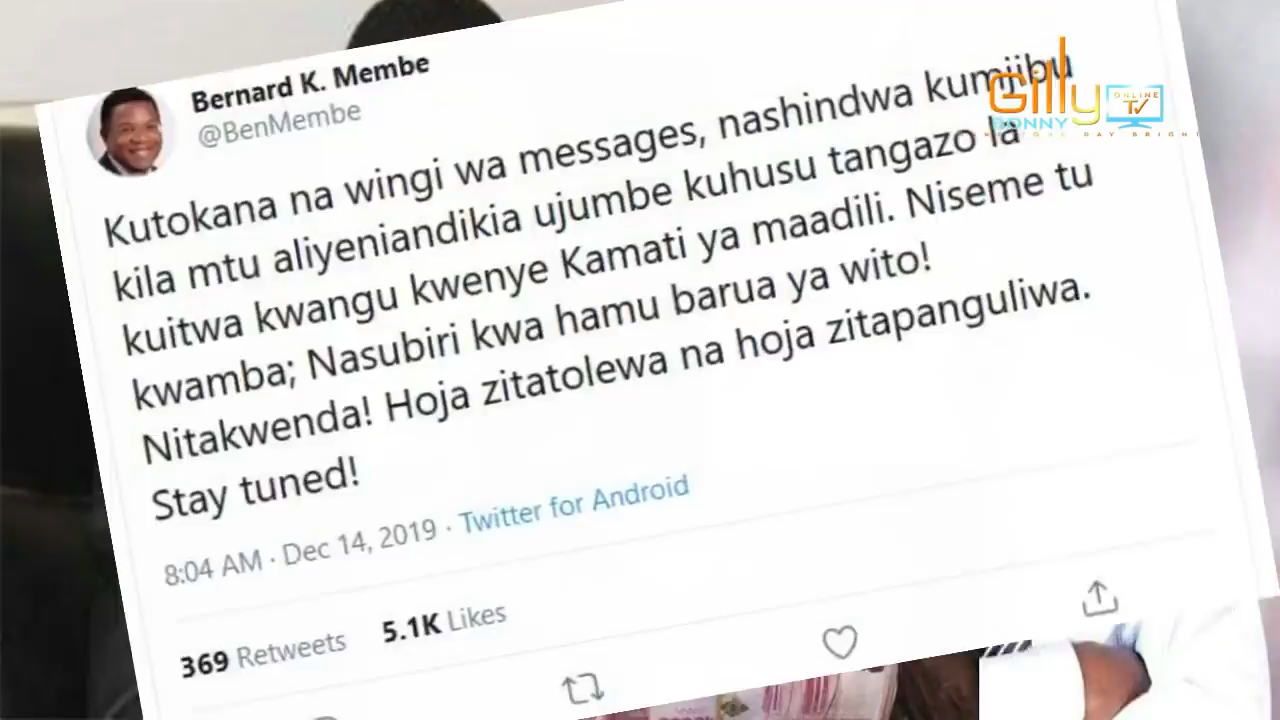 Bernard K. Membe
@BenMembe
Kutokana na wingi wa messages, nashindwa kumjibu
kila mtu aliyeniandikia ujumbe kuhusu tangazo la
kuitwa kwangu kwenye Kamati ya maadili. Niseme tu
kwamba; Nasubiri kwa hamu barua ya wito!
Nitakwenda! Hoja zitatolewa na hoja zitapanguliwa.
Stay tuned!
8:04 AM · Dec 14, 2019 · Twitter for Android
369 Retweets 5.1K Likes
Gilly
BONNY
ONLINE
TV